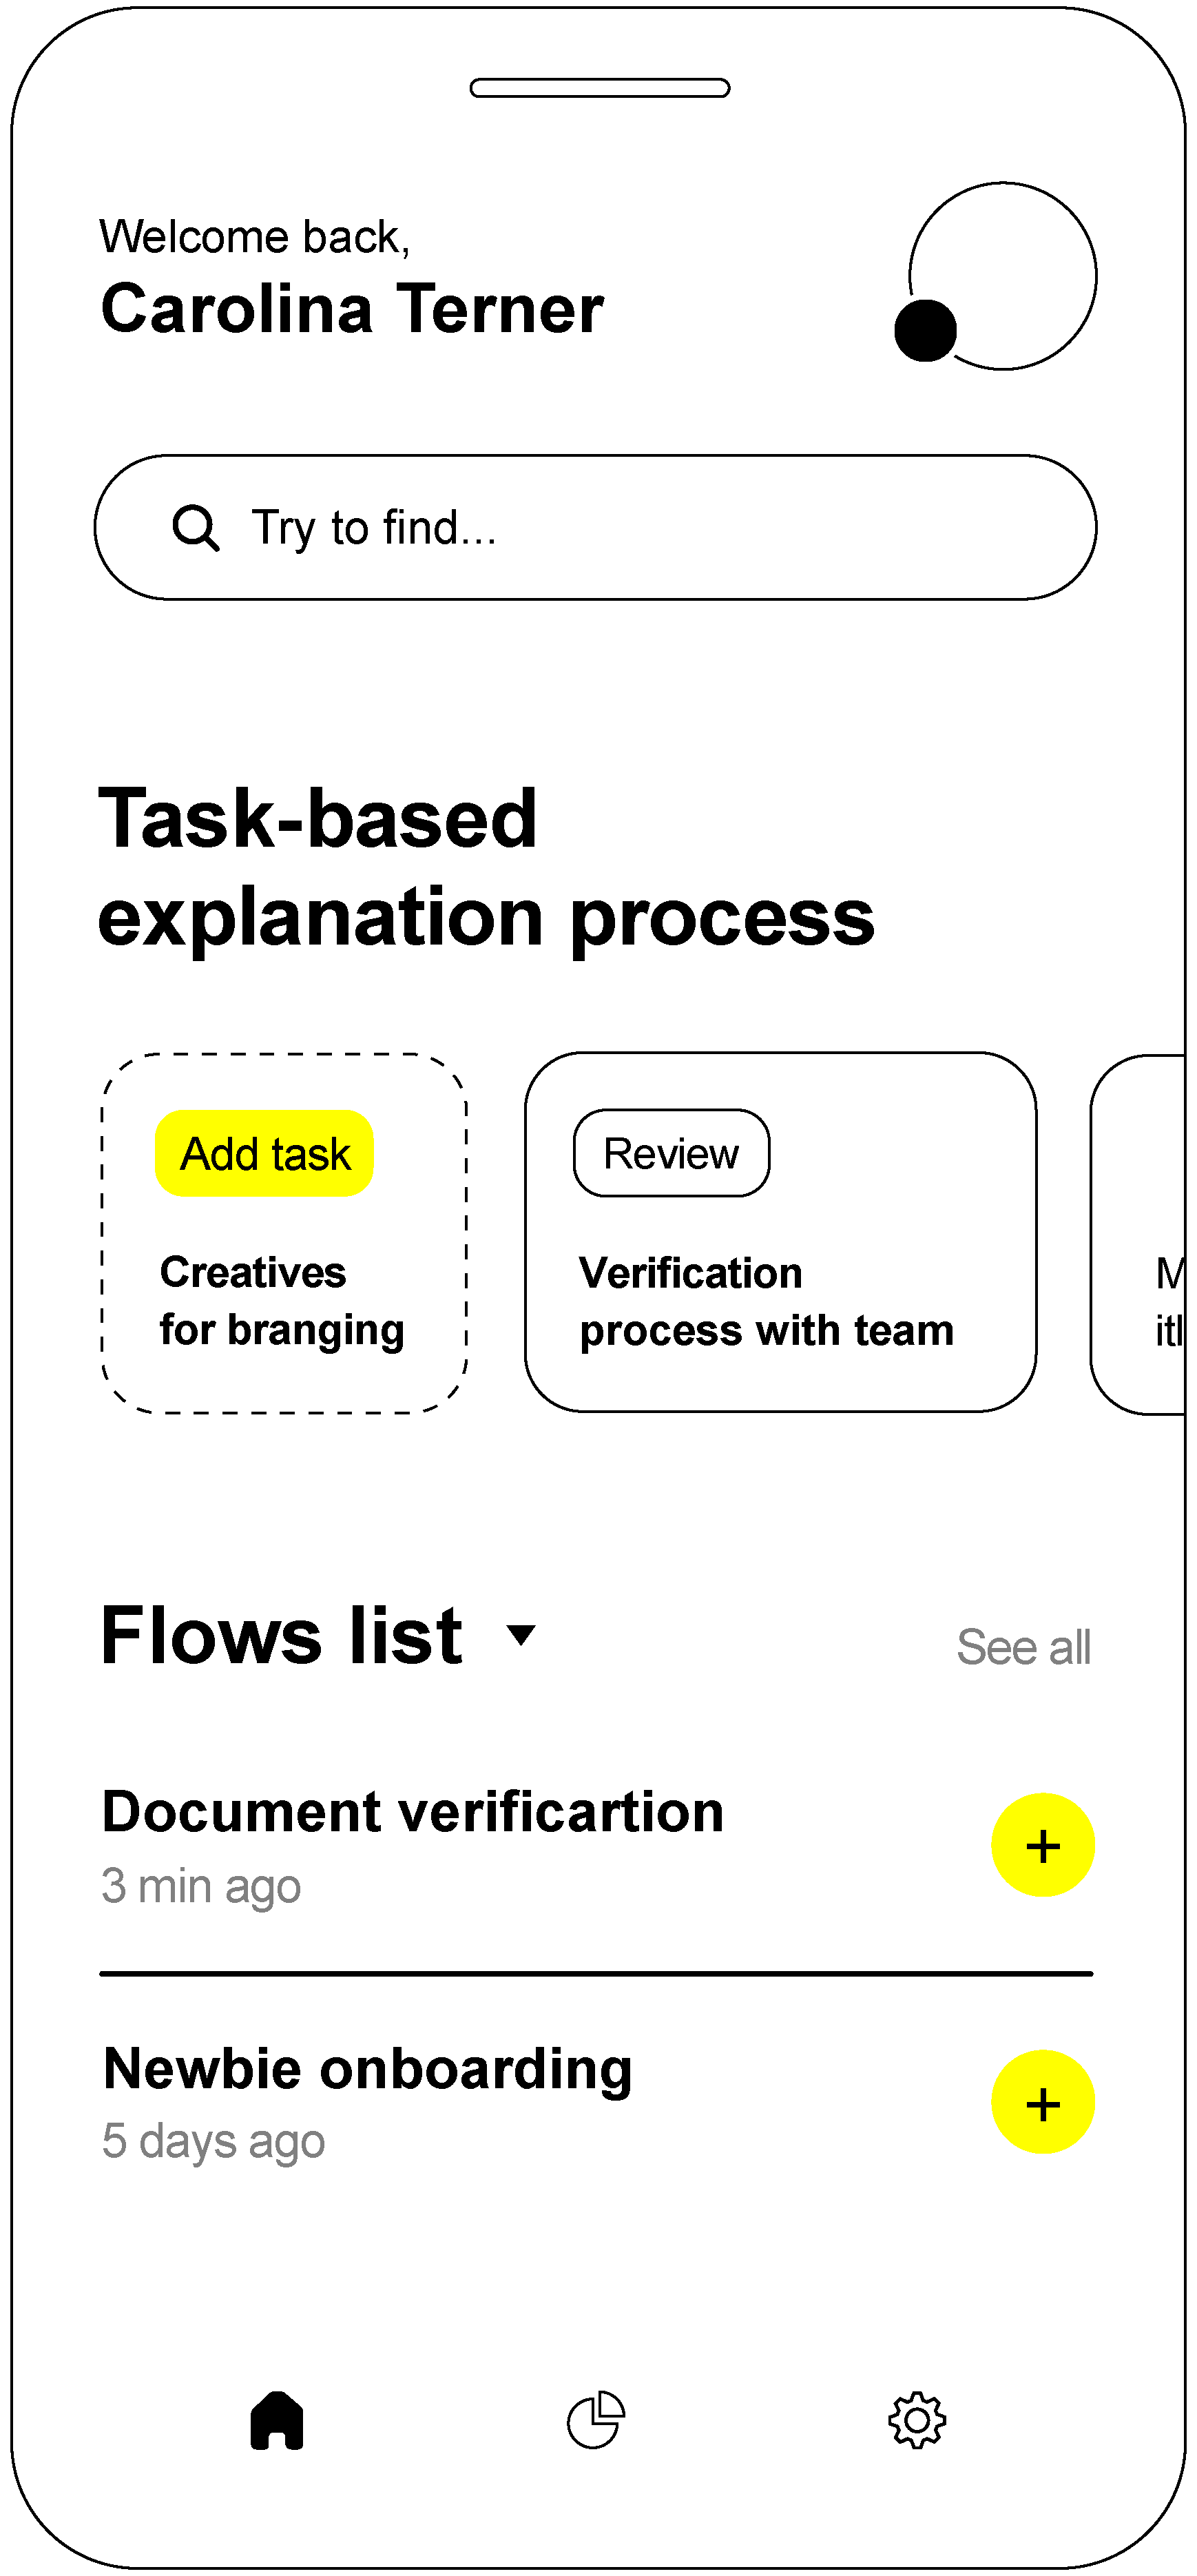 Welcome back,
Carolina Terner
Try to find...
Task-based
explanation process
Add task
Creatives
for branging
Review
Verification
process with team
Flows list
See all
Document verificartion
3 min ago
Newbie onboarding
5 days ago